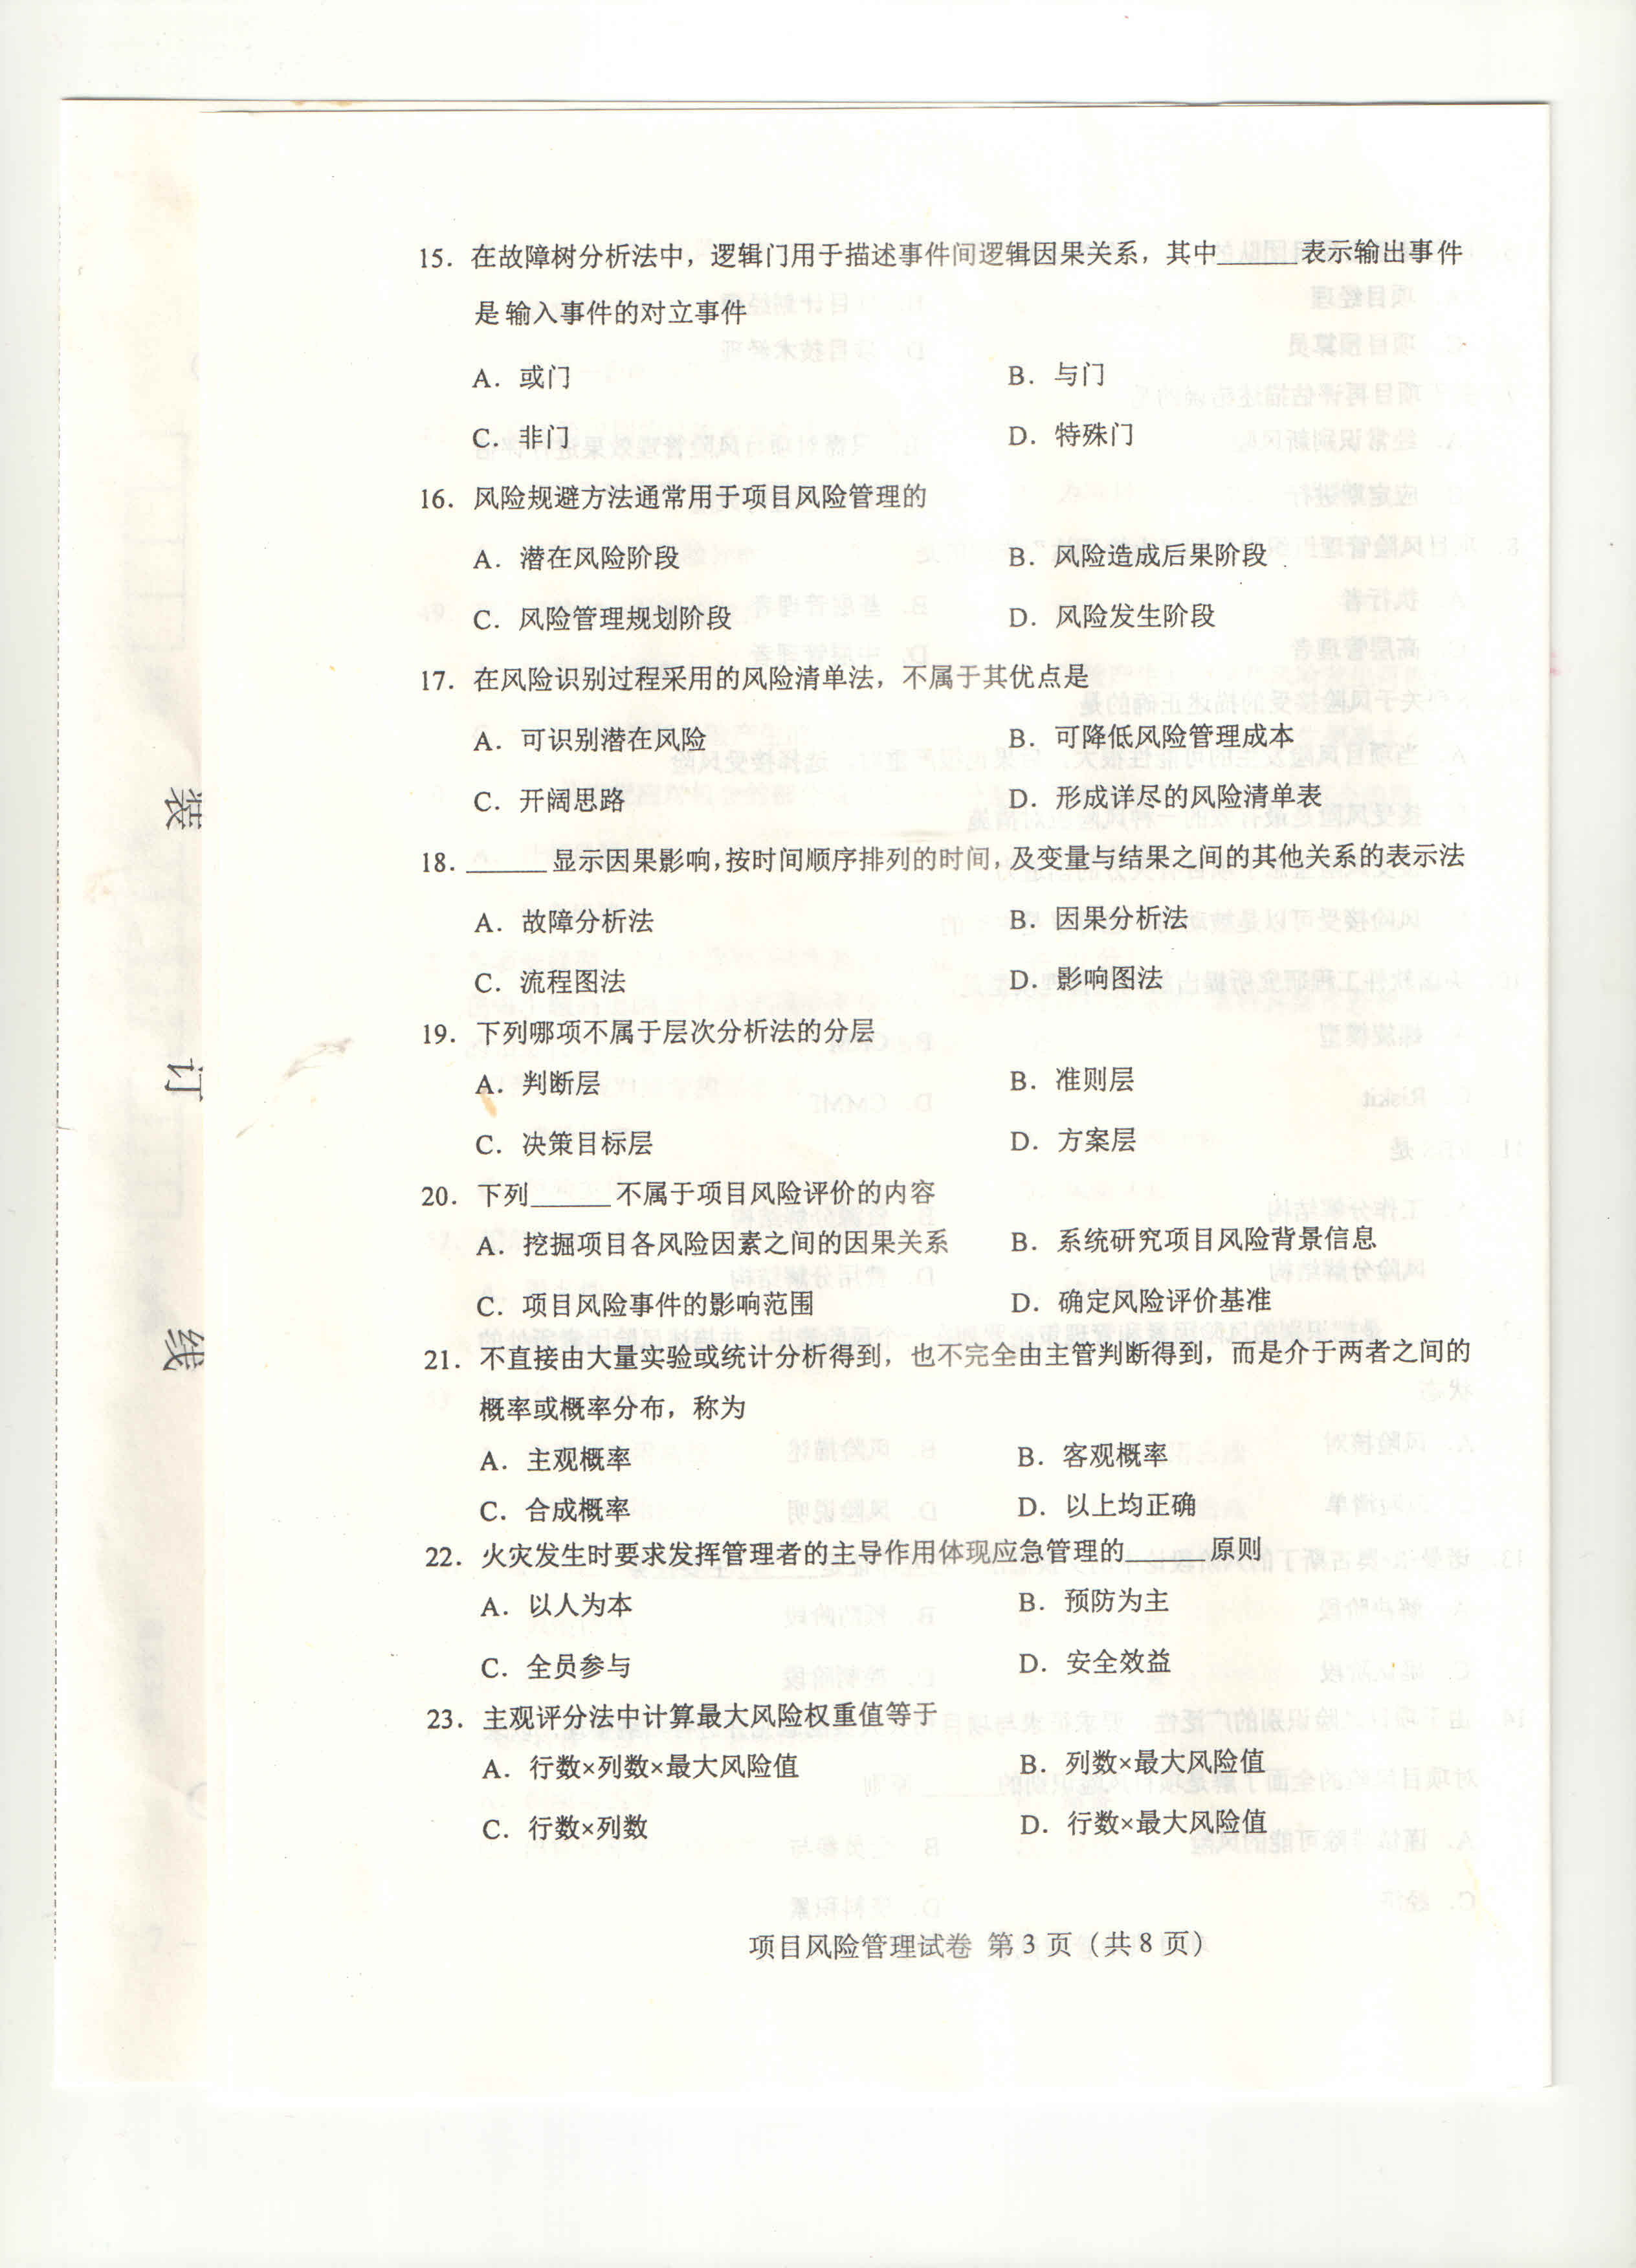 15. 在故障树分析法中，逻辑门用于描述事件间逻辑因果关系，其中______表示输出事件
是输入事件的对立事件
A. 或门 B. 与门
C. 非门 D. 特殊门
16. 风险规避方法通常用于项目风险管理的
A. 潜在风险阶段 B. 风险造成后果阶段
C. 风险管理规划阶段 D. 风险发生阶段
17. 在风险识别过程采用的风险清单法，不属于其优点是
A. 可识别潜在风险 B. 可降低风险管理成本
C. 开阔思路 D. 形成详尽的风险清单表
18. ______显示因果影响，按时间顺序排列的时间，及变量与结果之间的其他关系的表示法
A. 故障分析法 B. 因果分析法
C. 流程图法 D. 影响图法
19. 下列哪项不属于层次分析法的分层
A. 判断层 B. 准则层
C. 决策目标层 D. 方案层
20. 下列______不属于项目风险评价的内容
A. 挖掘项目各风险因素之间的因果关系 B. 系统研究项目风险背景信息
C. 项目风险事件的影响范围 D. 确定风险评价基准
21. 不直接由大量实验或统计分析得到，也不完全由主管判断得到，而是介于两者之间的
概率或概率分布，称为
A. 主观概率 B. 客观概率
C. 合成概率 D. 以上均正确
22. 火灾发生时要求发挥管理者的主导作用体现应急管理的______原则
A. 以人为本 B. 预防为主
C. 全员参与 D. 安全效益
23. 主观评分法中计算最大风险权重值等于
A. 行数×列数×最大风险值 B. 列数×最大风险值
C. 行数×列数 D. 行数×最大风险值
项目风险管理试卷 第 3 页（共 8 页）
装
订
线